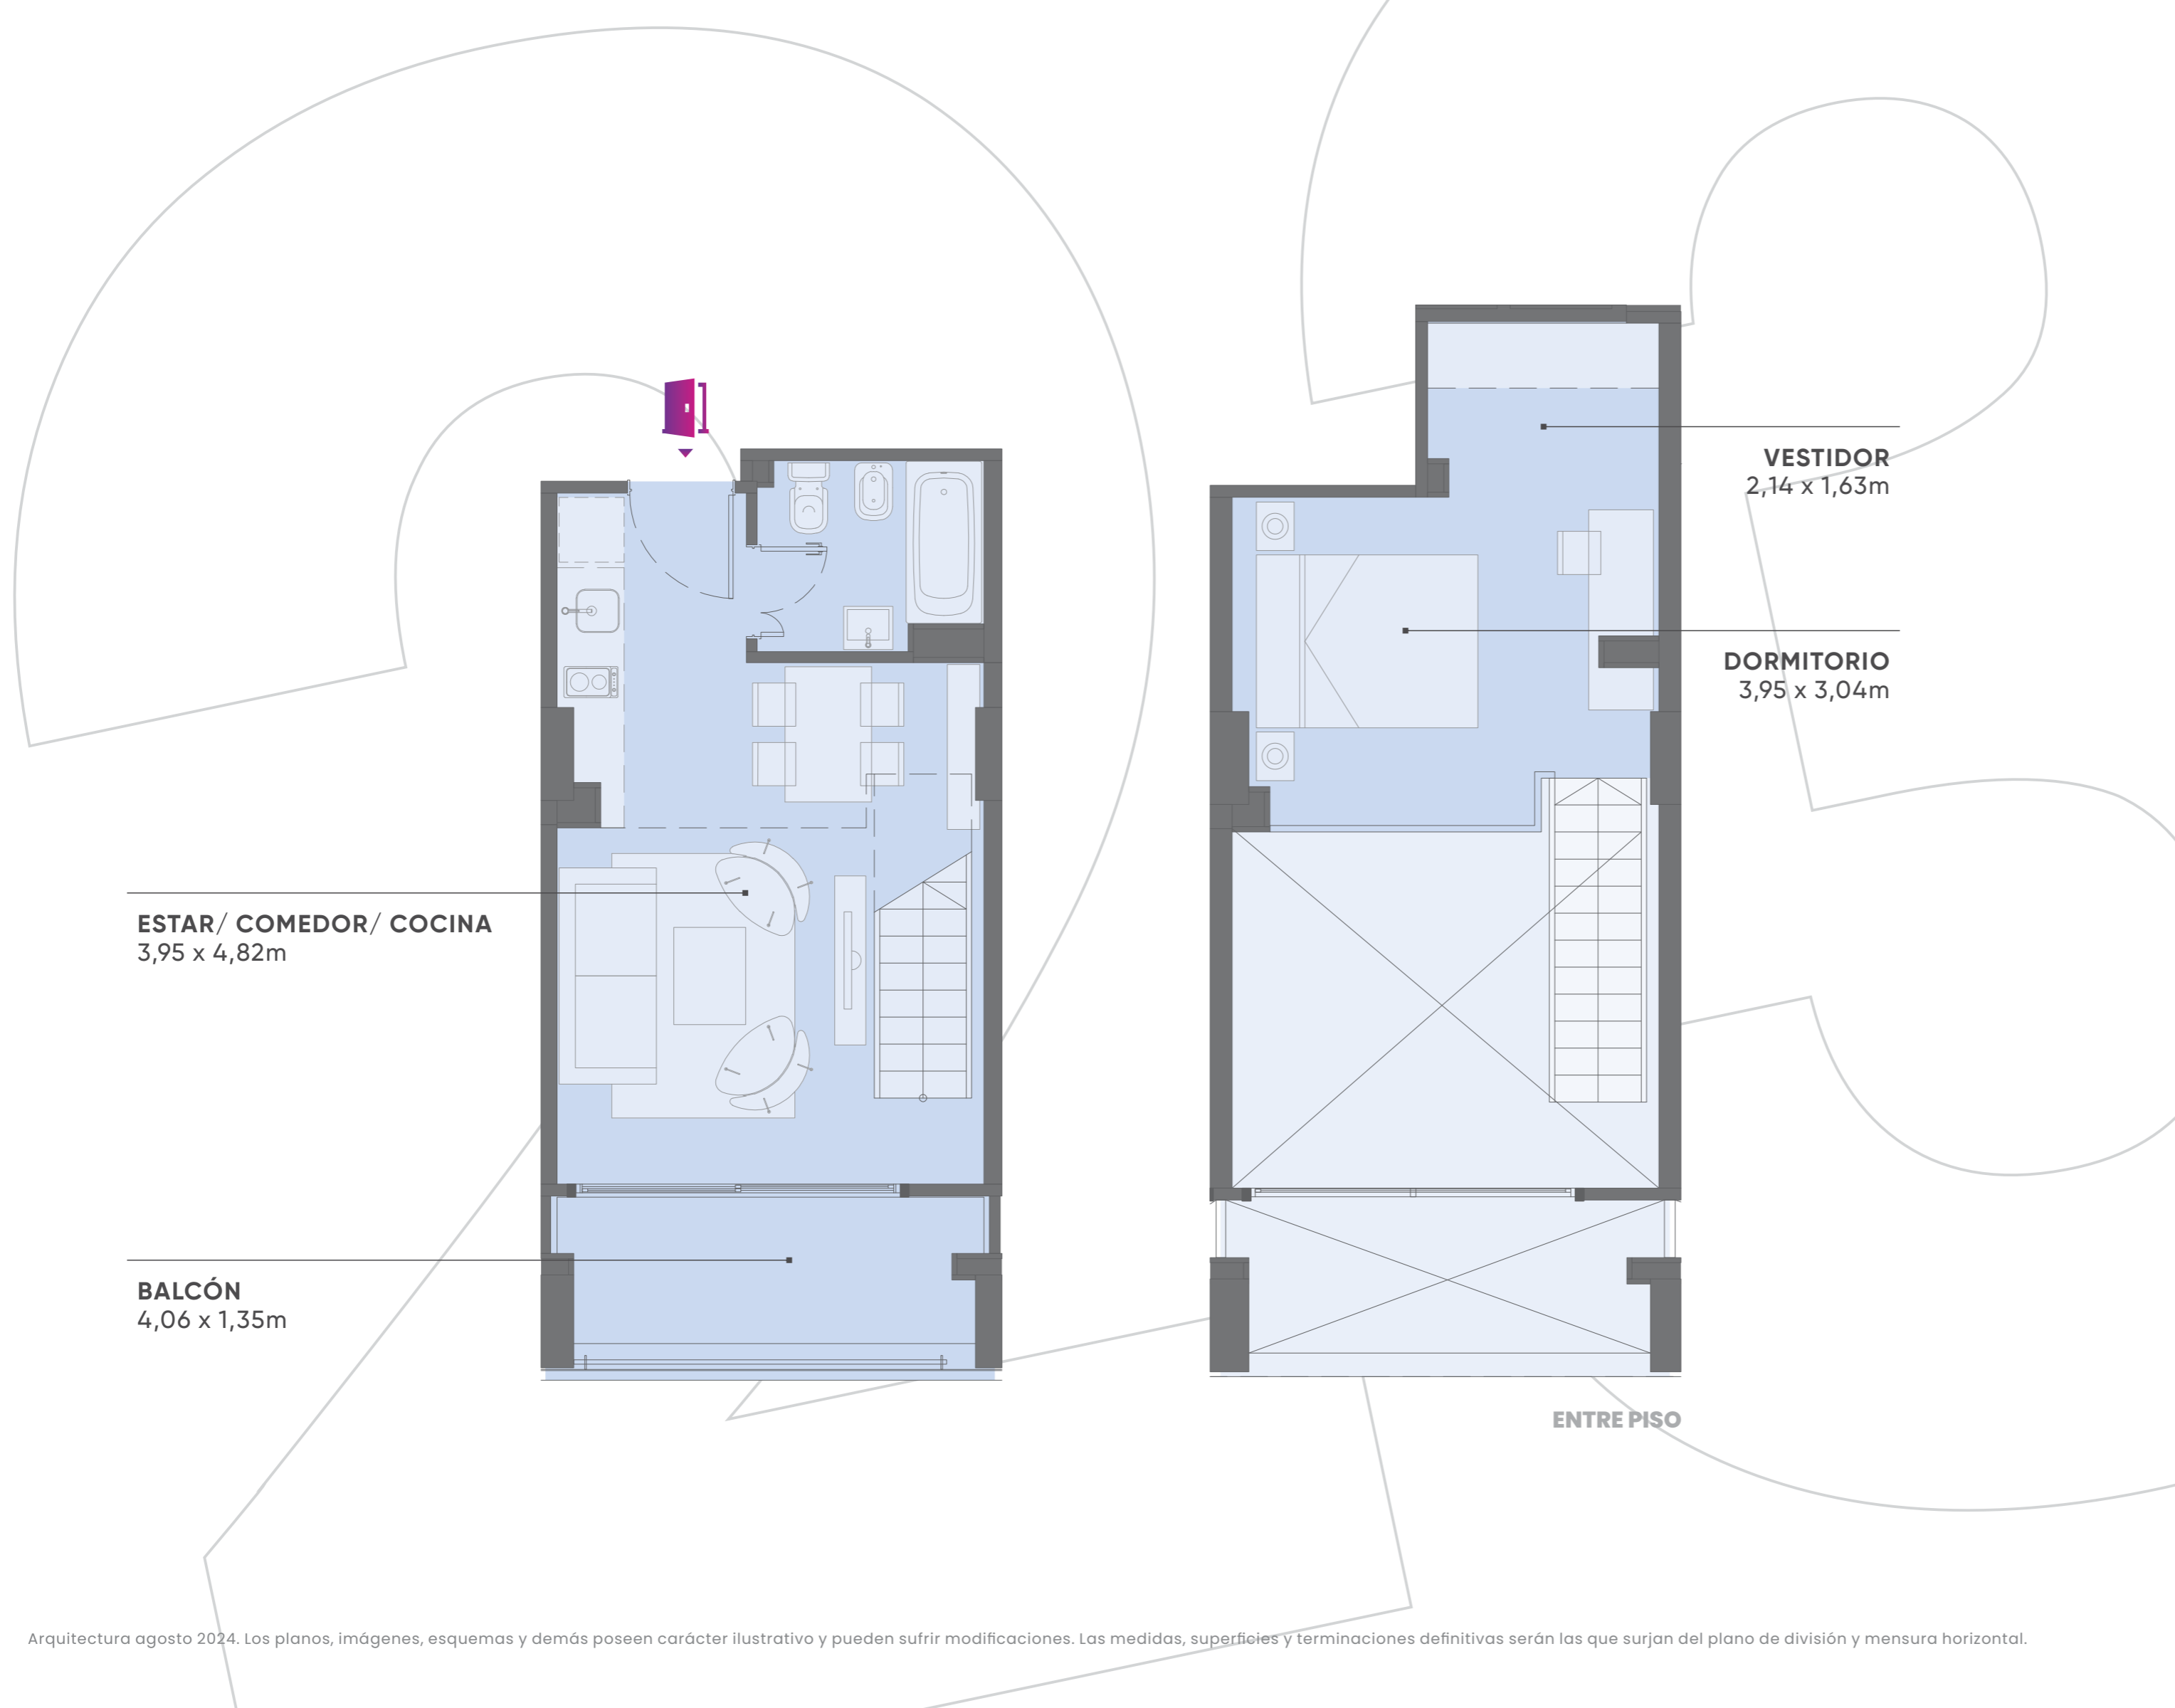 VESTIDOR
2,14 x 1,63m
DORMITORIO
3,95 x 3,04m
ESTAR/ COMEDOR/ COCINA
3,95 x 4,82m
BALCÓN
4,06 x 1,35m
ENTRE PISO
Arquitectura agosto 2024. Los planos, imágenes, esquemas y demás poseen carácter ilustrativo y pueden sufrir modificaciones. Las medidas, superficies y terminaciones definitivas serán las que surjan del plano de división y mensura horizontal.